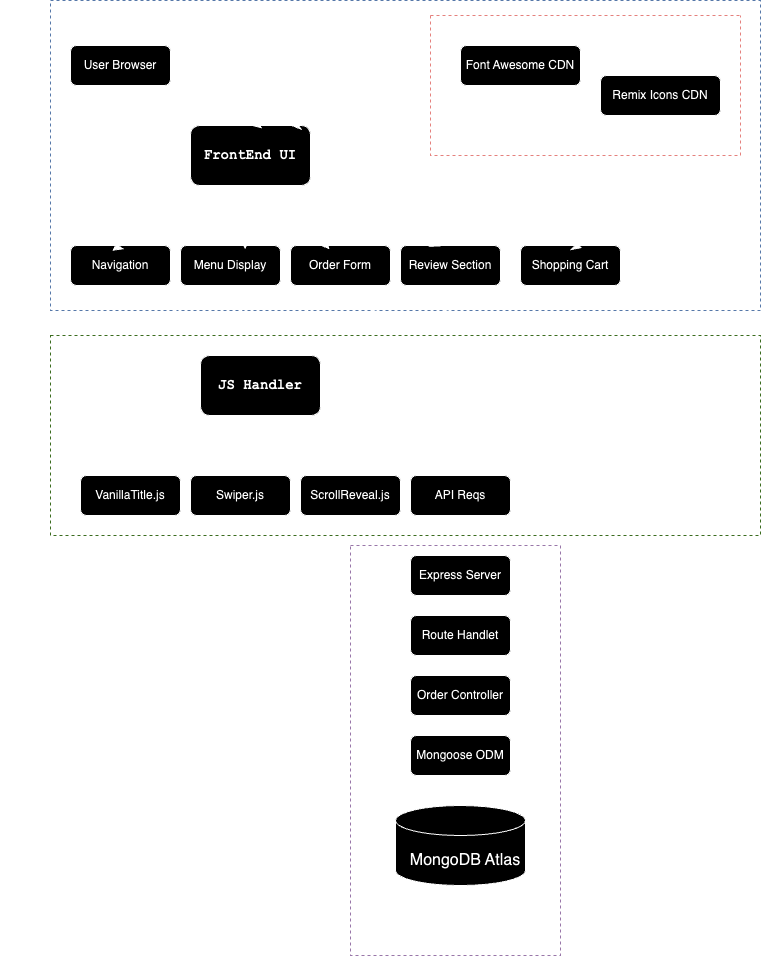 User Browser
Font Awesome CDN
Remix Icons CDN
FrontEnd UI
Navigation
Menu Display
Order Form
Review Section
Shopping Cart
JS Handler
VanillaTitle.js
Swiper.js
ScrollReveal.js
API Reqs
Express Server
Route Handlet
Order Controller
Mongoose ODM
MongoDB Atlas